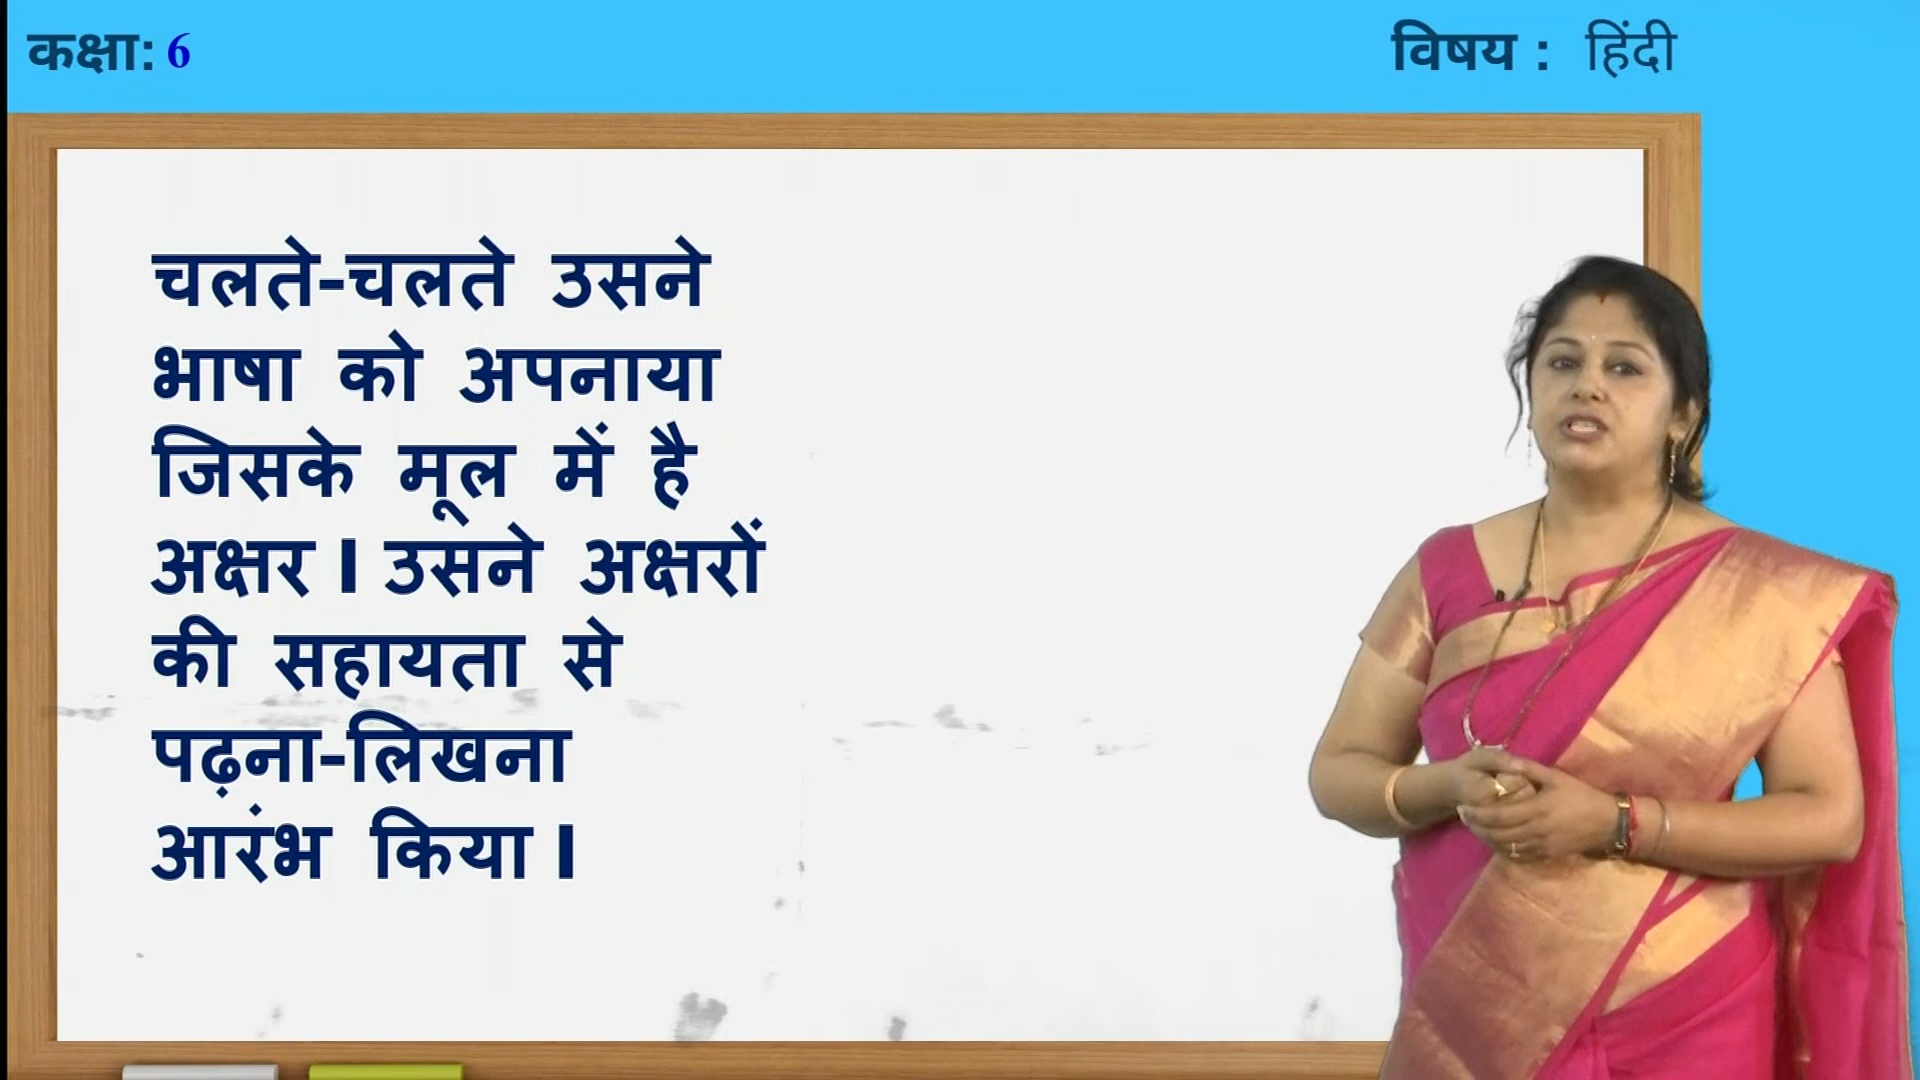 कक्षा: 6
विषय : हिंदी
चलते-चलते उसने
भाषा को अपनाया
जिसके मूल में है
अक्षर । उसने अक्षरों
की सहायता से
पढ़ना-लिखना
आरंभ किया ।